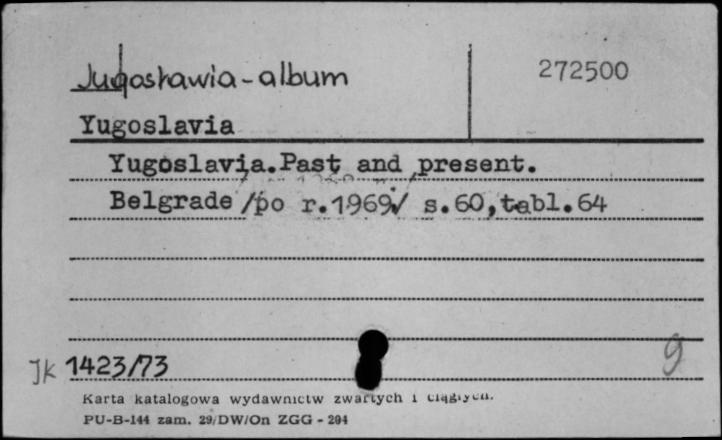 Jugosławia - album
272500
Yugoslavia
Yugoslavia. Past and present.
Belgrade /po r.1969/ s.60, tabl.64
JK 1423/73
9
Karta katalogowa wydawnictw zwartych i ciągłych.
PU-B-144 zam. 29/DW/On ZGG - 294